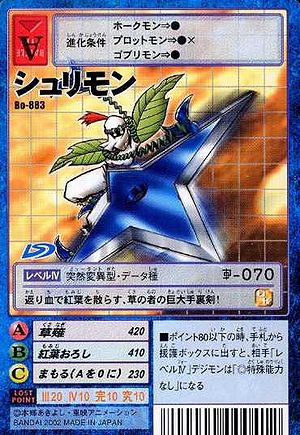 進化条件
ホークモン⇒●
プロットモン⇒●×
ゴブリモン⇒●
シュリモン
Bo-883
レベルⅣ 突然変異型・データ種
-070
返り血で紅葉を散らす、草の者の巨大手裏剣!
A 草薙 420
B 紅葉おろし 410
C まもる(Aを0に) 230
■ポイント80以下の時、手札から
援護ボックスに出すと、相手「レ
ベルⅣ」デジモンは「◎特殊能力
なし」になる
LOST POINT Ⅲ20 Ⅳ10 完10 究10
©本郷あきよし・東映アニメーション
BANDAI 2002 MADE IN JAPAN